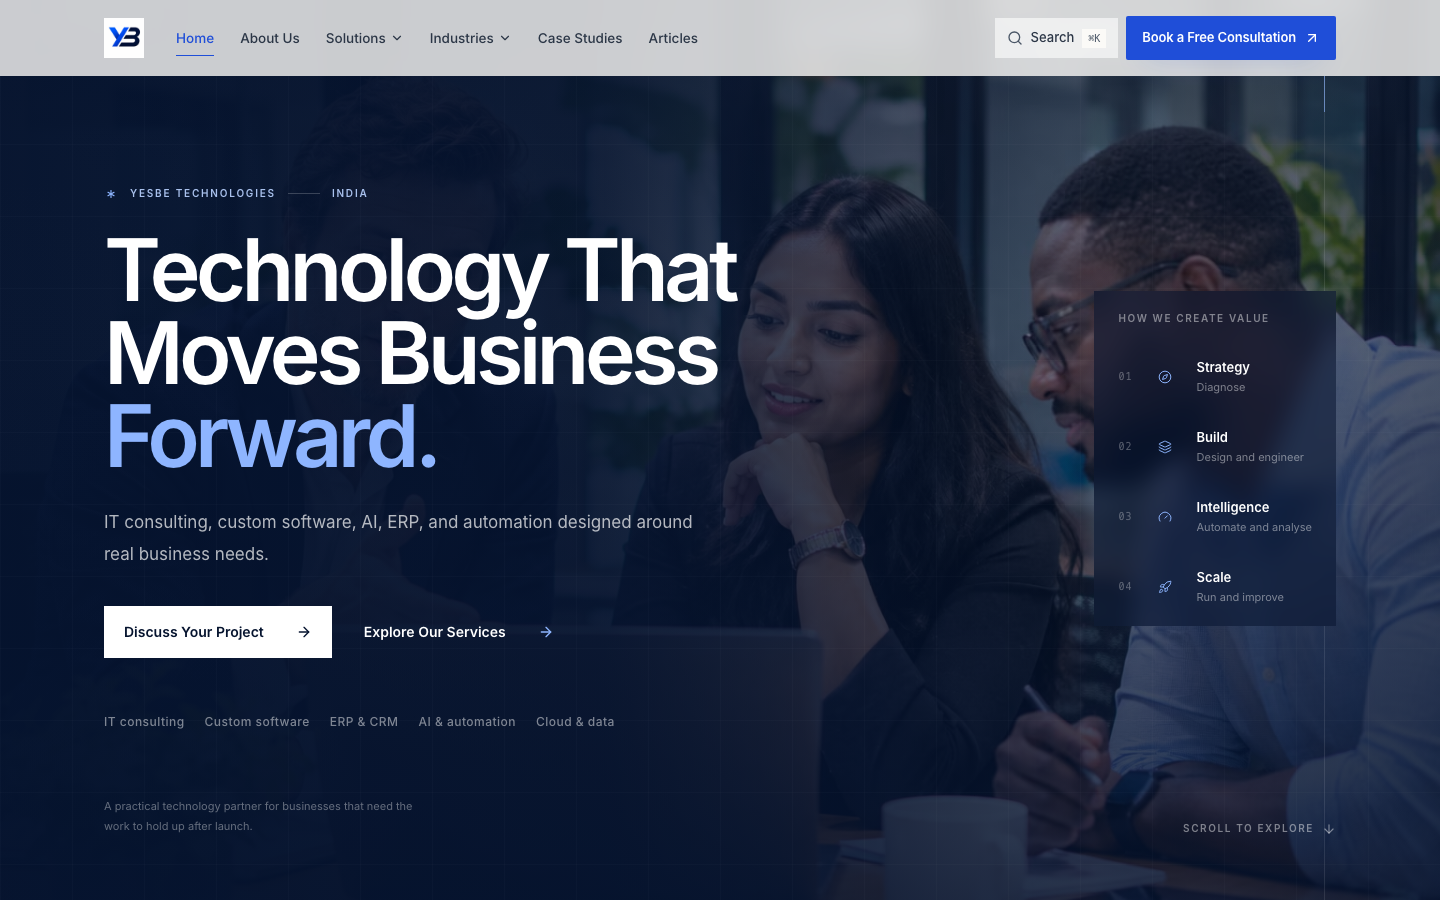 YB
Home
About Us
Solutions
Industries
Case Studies
Articles
Search ⌘K
Book a Free Consultation
YESBE TECHNOLOGIES
INDIA
Technology That
Moves Business
Forward.
IT consulting, custom software, AI, ERP, and automation designed around
real business needs.
Discuss Your Project
Explore Our Services
IT consulting
Custom software
ERP & CRM
AI & automation
Cloud & data
A practical technology partner for businesses that need the
work to hold up after launch.
HOW WE CREATE VALUE
01
Strategy
Diagnose
02
Build
Design and engineer
03
Intelligence
Automate and analyse
04
Scale
Run and improve
SCROLL TO EXPLORE